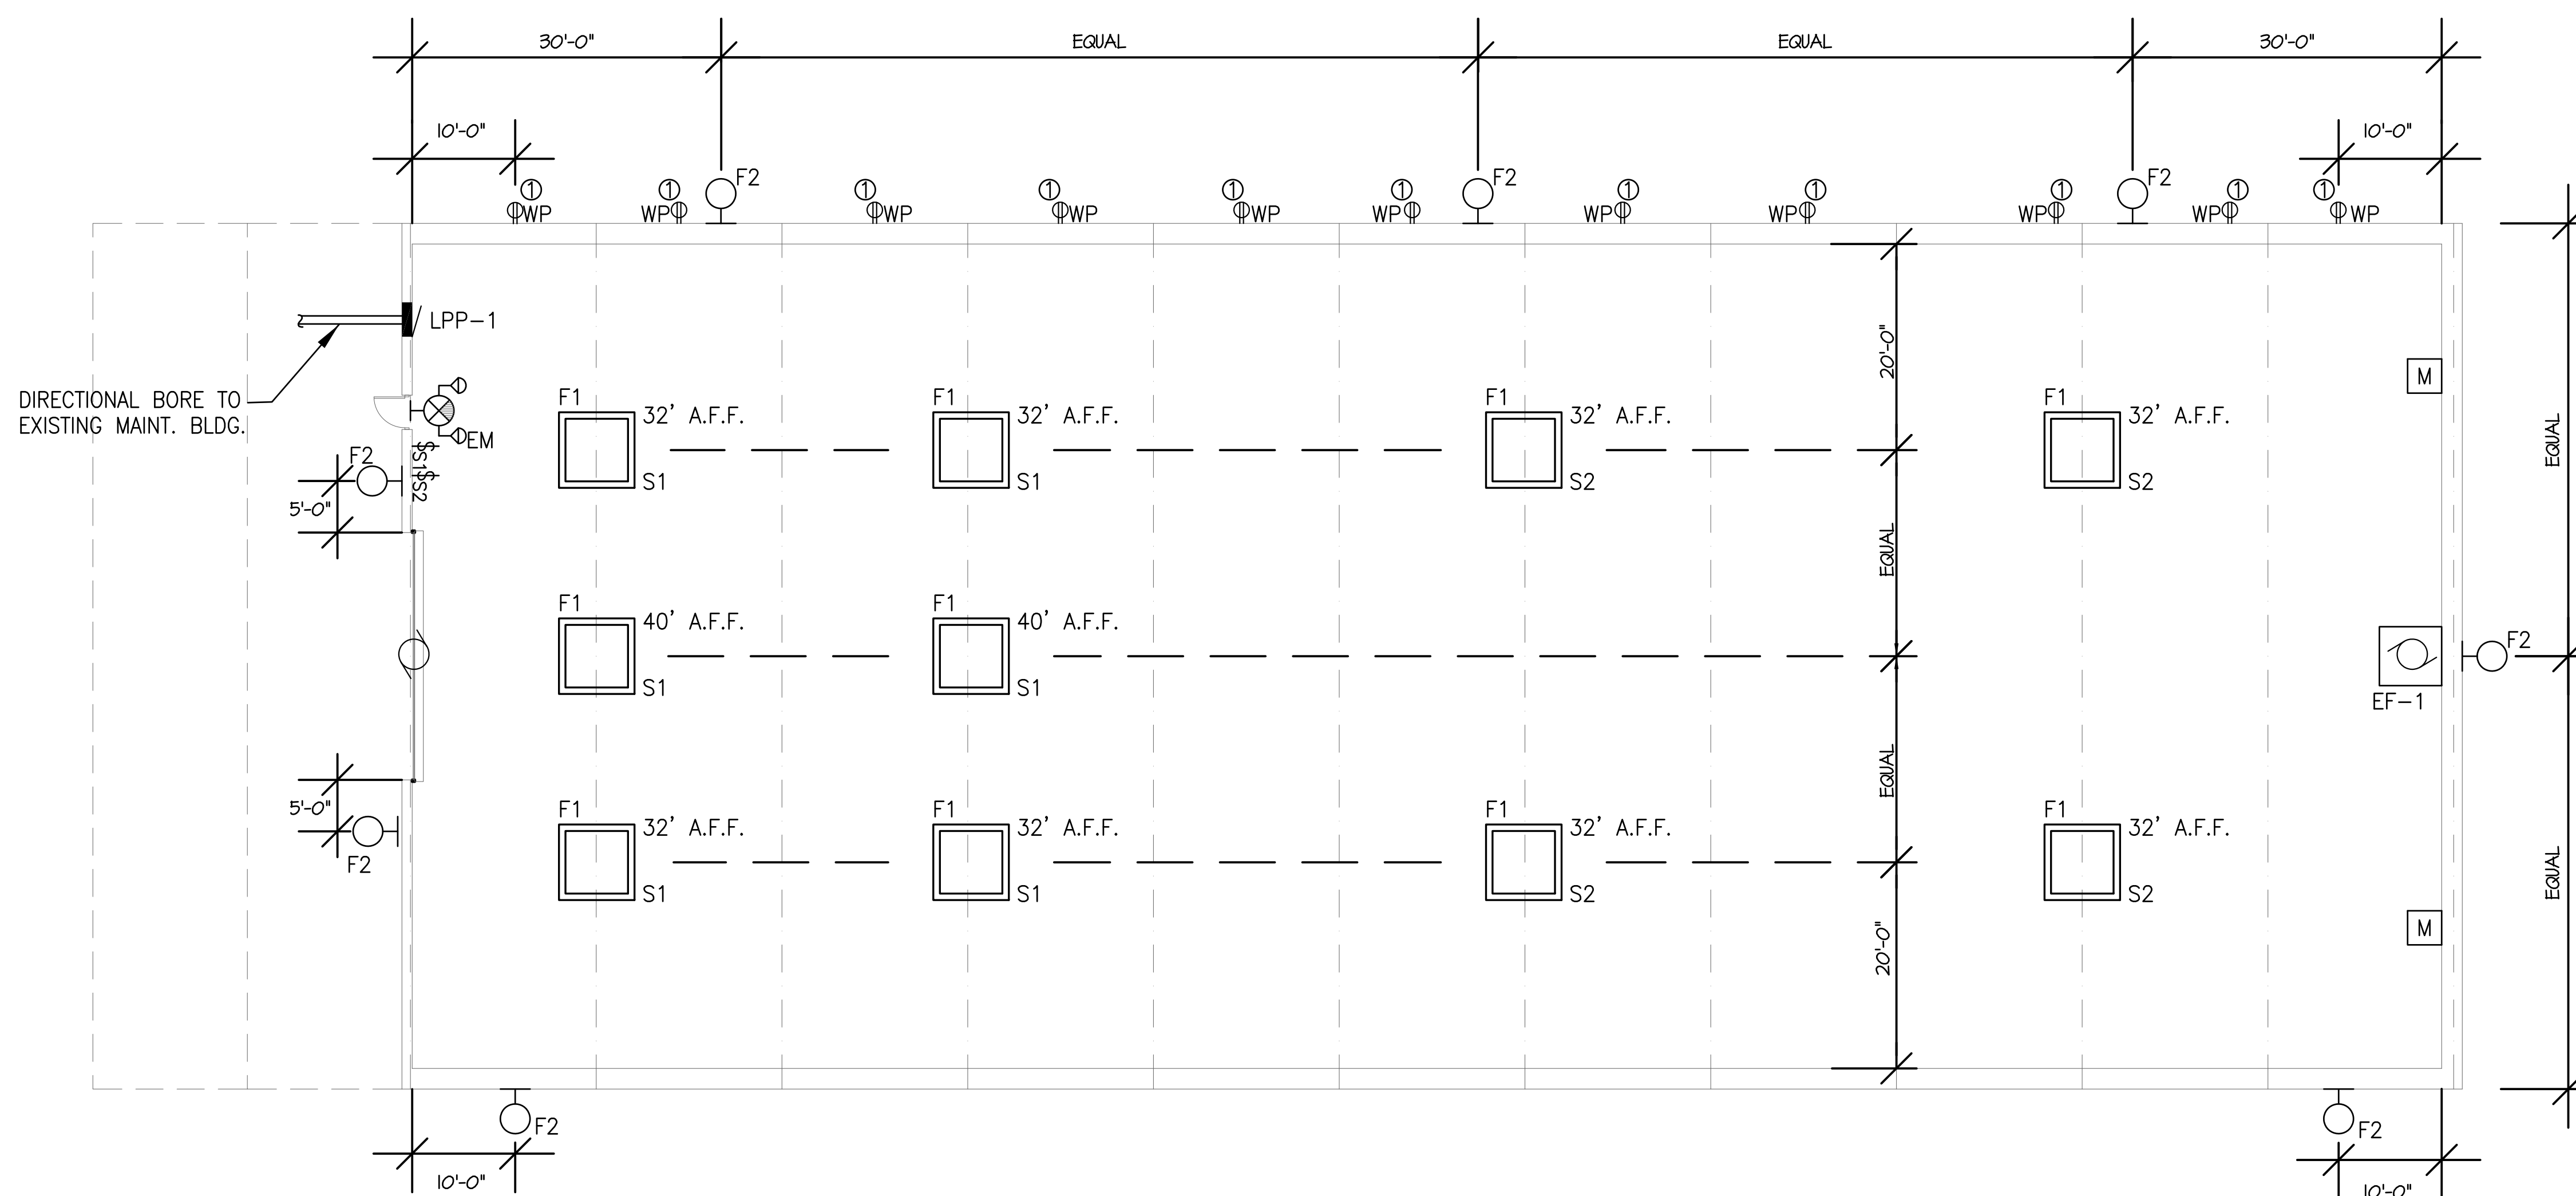 30'-0" EQUAL EQUAL 30'-0"
10'-0" 10'-0"
1 1 F2 1 1 1 1 F2 1 1 1 F2 1 1
WP WP WP WP WP WP WP WP WP WP WP
LPP-1
20'-0"
M
DIRECTIONAL BORE TO
EXISTING MAINT. BLDG.
F1 F1 F1 F1
32' A.F.F. 32' A.F.F. 32' A.F.F. 32' A.F.F.
EM
EQUAL
F2
$S1
$S2
S1 S1 S2 S2
5'-0"
EQUAL
F1 F1
40' A.F.F. 40' A.F.F.
F2
S1 S1
EF-1
EQUAL
5'-0"
F1 F1 F1 F1
32' A.F.F. 32' A.F.F. 32' A.F.F. 32' A.F.F.
F2
EQUAL
S1 S1 S2 S2
M
20'-0"
F2 F2
10'-0" 10'-0"